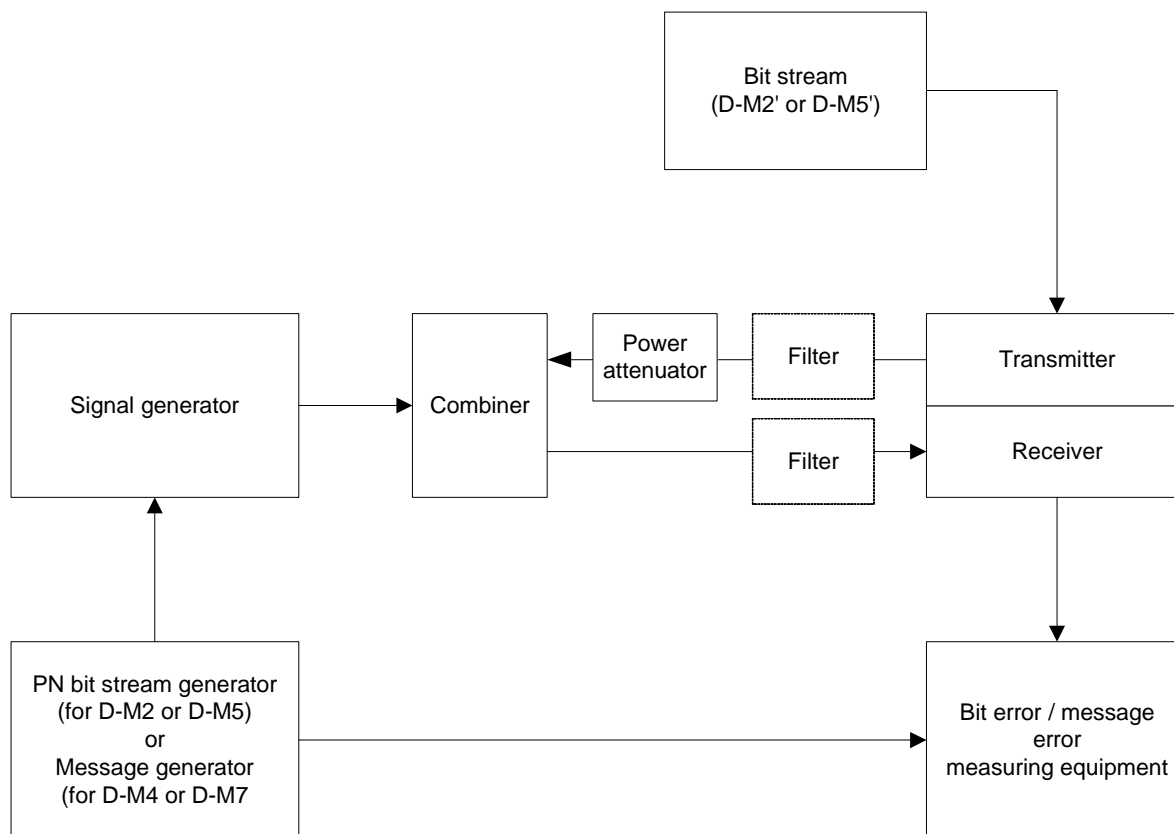 Bit stream
(D-M2' or D-M5')
Signal generator
Combiner
Power
attenuator
Filter
Transmitter
Filter
Receiver
PN bit stream generator
(for D-M2 or D-M5)
or
Message generator
(for D-M4 or D-M7
Bit error / message
error
measuring equipment